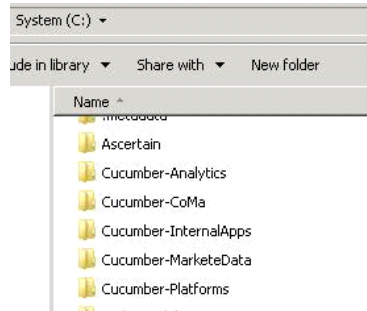 System (C:)
ude in library
Share with
New folder
Name
.metadata
Ascertain
Cucumber-Analytics
Cucumber-CoMa
Cucumber-InternalApps
Cucumber-MarketeData
Cucumber-Platforms